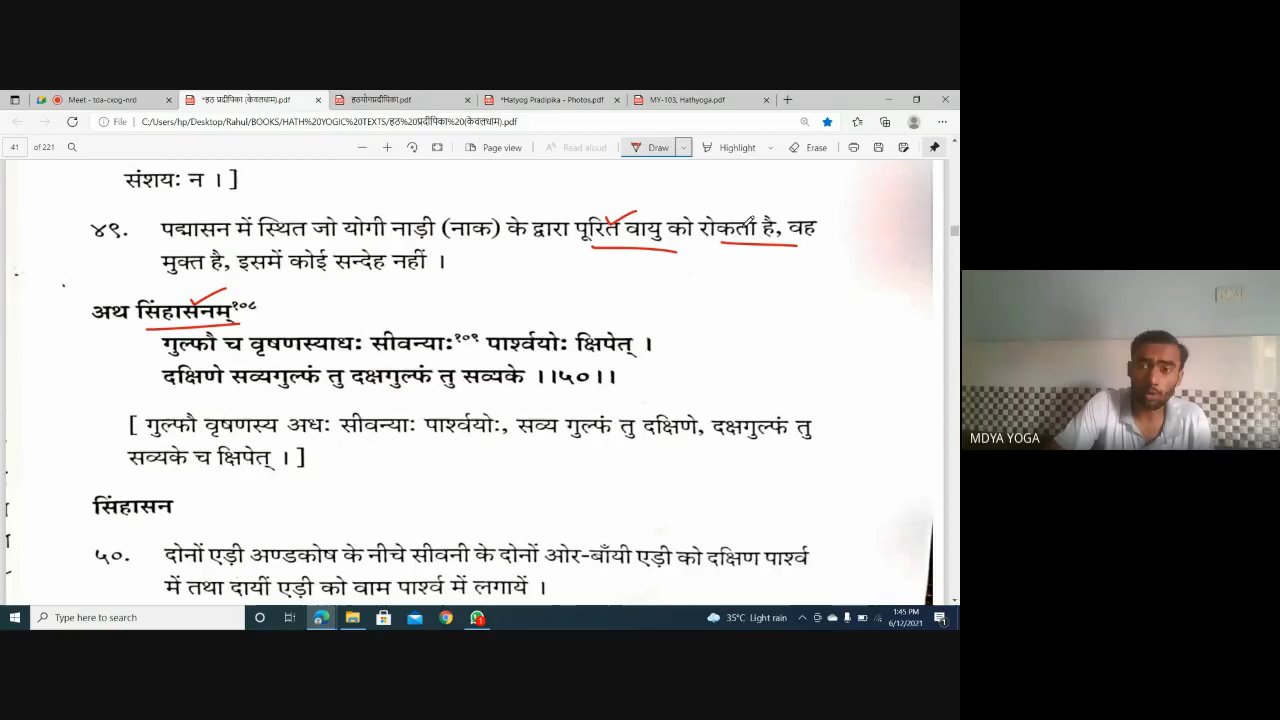 Meet - tda-cxog-nrd
*हठ प्रदीपिका (केवलधाम).pdf
हठयोगप्रदीपिका.pdf
*Hatyog Pradipika - Photos.pdf
MY-103, Hathyoga.pdf
File C:/Users/hp/Desktop/Rahul/BOOKS/HATH%20YOGIC%20TEXTS/हठ%20प्रदीपिका%20(केवलधाम).pdf
41 of 221 Page view Read aloud Draw Highlight Erase
संशयः न । ]
४९. पद्मासन में स्थित जो योगी नाड़ी (नाक) के द्वारा पूरित वायु को रोकता है, वह
मुक्त है, इसमें कोई सन्देह नहीं ।
अथ सिंहासनम्१०८
गुल्फौ च वृषणस्याधः सीवन्याः१०९ पार्श्वयोः क्षिपेत् ।
दक्षिणे सव्यगुल्फं तु दक्षगुल्फं तु सव्यके ।।५०।।
[ गुल्फौ वृषणस्य अधः सीवन्याः पार्श्वयोः, सव्य गुल्फं तु दक्षिणे, दक्षगुल्फं तु
सव्यके च क्षिपेत् । ]
सिंहासन
५०. दोनों एड़ी अण्डकोष के नीचे सीवनी के दोनों ओर-बाँयी एड़ी को दक्षिण पार्श्व
में तथा दायीं एड़ी को वाम पार्श्व में लगायें ।
MDYA YOGA
Type here to search
35°C Light rain
1:45 PM
6/12/2021